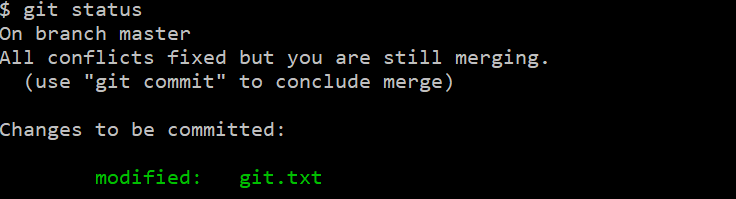 $ git status
On branch master
All conflicts fixed but you are still merging.
  (use "git commit" to conclude merge)

Changes to be committed:

        modified:   git.txt